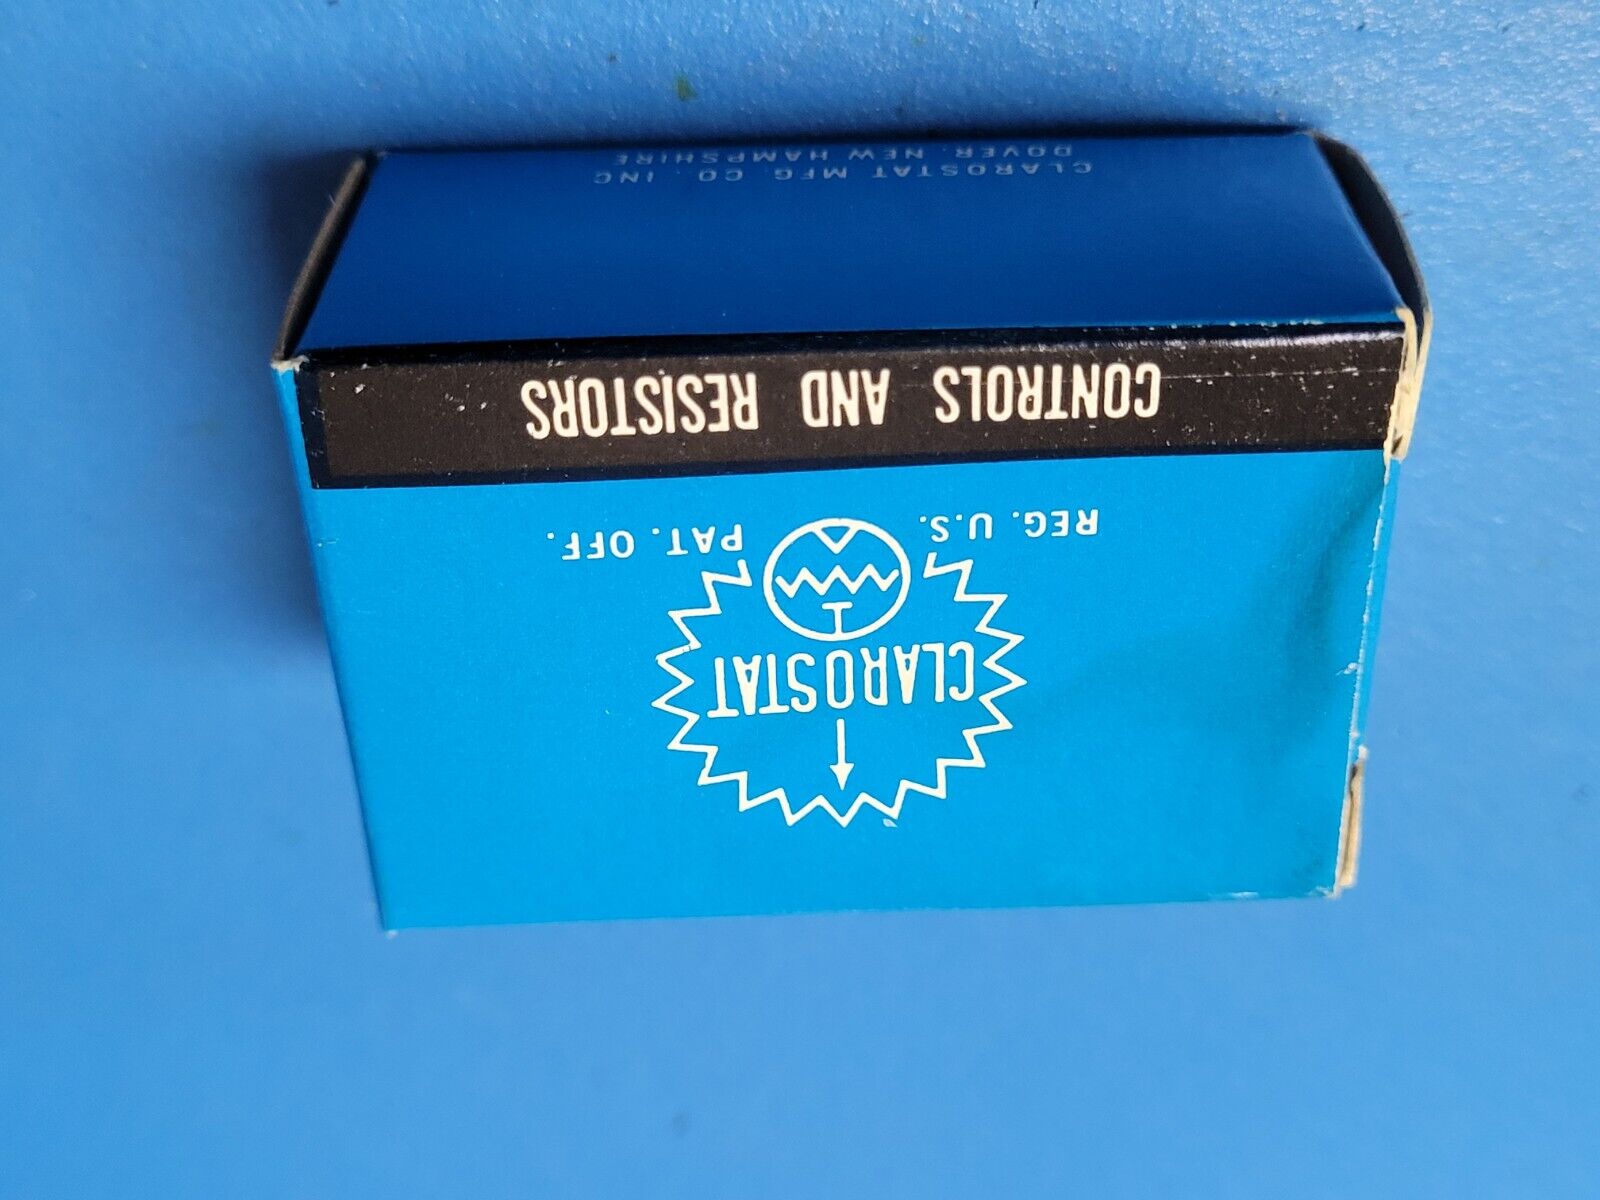 CLAROSTAT
REG. U.S. PAT. OFF.
CONTROLS AND RESISTORS
CLAROSTAT MFG. CO., INC
DOVER, NEW HAMPSHIRE